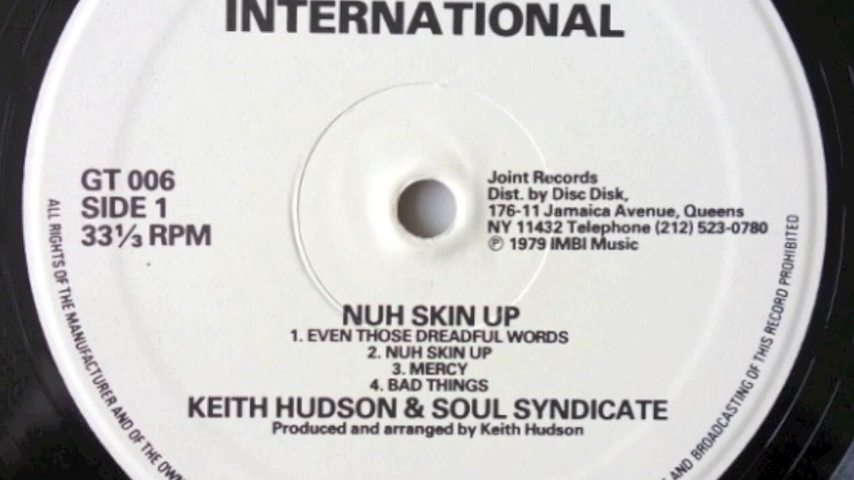 INTERNATIONAL
GT 006
SIDE 1
33⅓ RPM
Joint Records
Dist. by Disc Disk,
176-11 Jamaica Avenue, Queens
NY 11432 Telephone (212) 523-0780
℗ 1979 IMBI Music
NUH SKIN UP
1. EVEN THOSE DREADFUL WORDS
2. NUH SKIN UP
3. MERCY
4. BAD THINGS
KEITH HUDSON & SOUL SYNDICATE
Produced and arranged by Keith Hudson
ALL RIGHTS OF THE MANUFACTURER AND OF THE
AND BROADCASTING OF THIS RECORD PROHIBITED